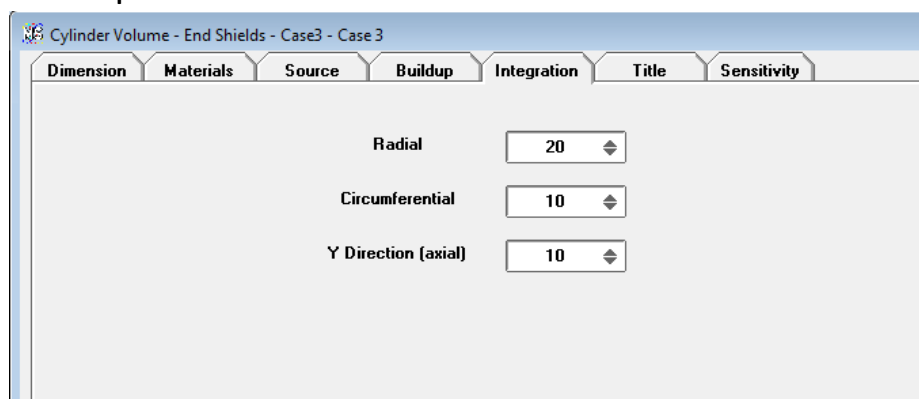 Cylinder Volume - End Shields - Case3 - Case 3
Dimension Materials Source Buildup Integration Title Sensitivity
Radial 20
Circumferential 10
Y Direction (axial) 10